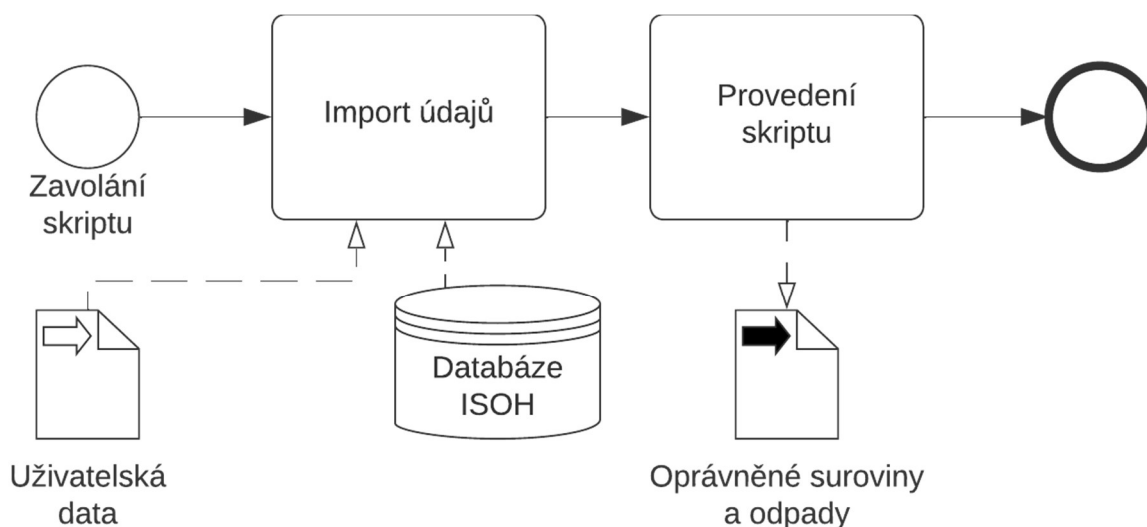 Import údajů
Provedení
skriptu
Zavolání
skriptu
Databáze
ISOH
Uživatelská
data
Oprávněné suroviny
a odpady